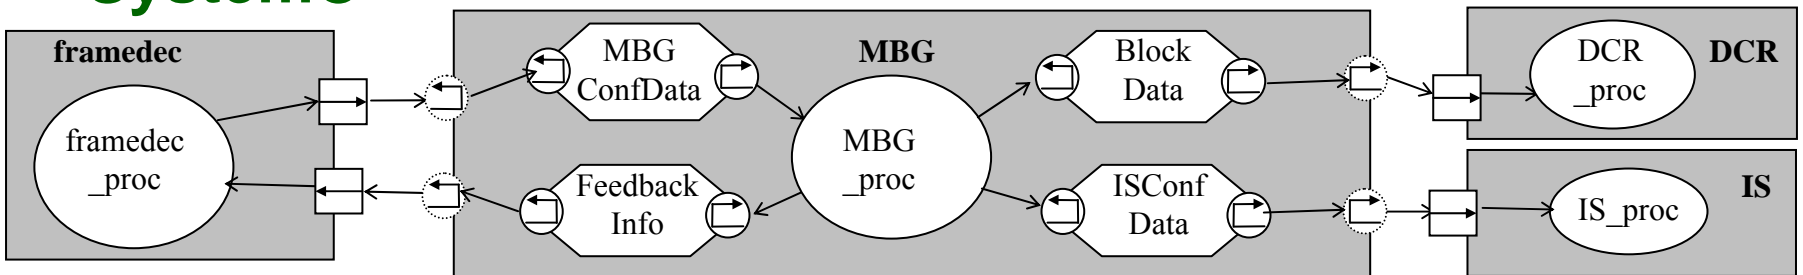 framedec
framedec
_proc
MBG
ConfData
MBG
MBG
_proc
Feedback
Info
Block
Data
ISConf
Data
DCR
_proc
DCR
IS_proc
IS